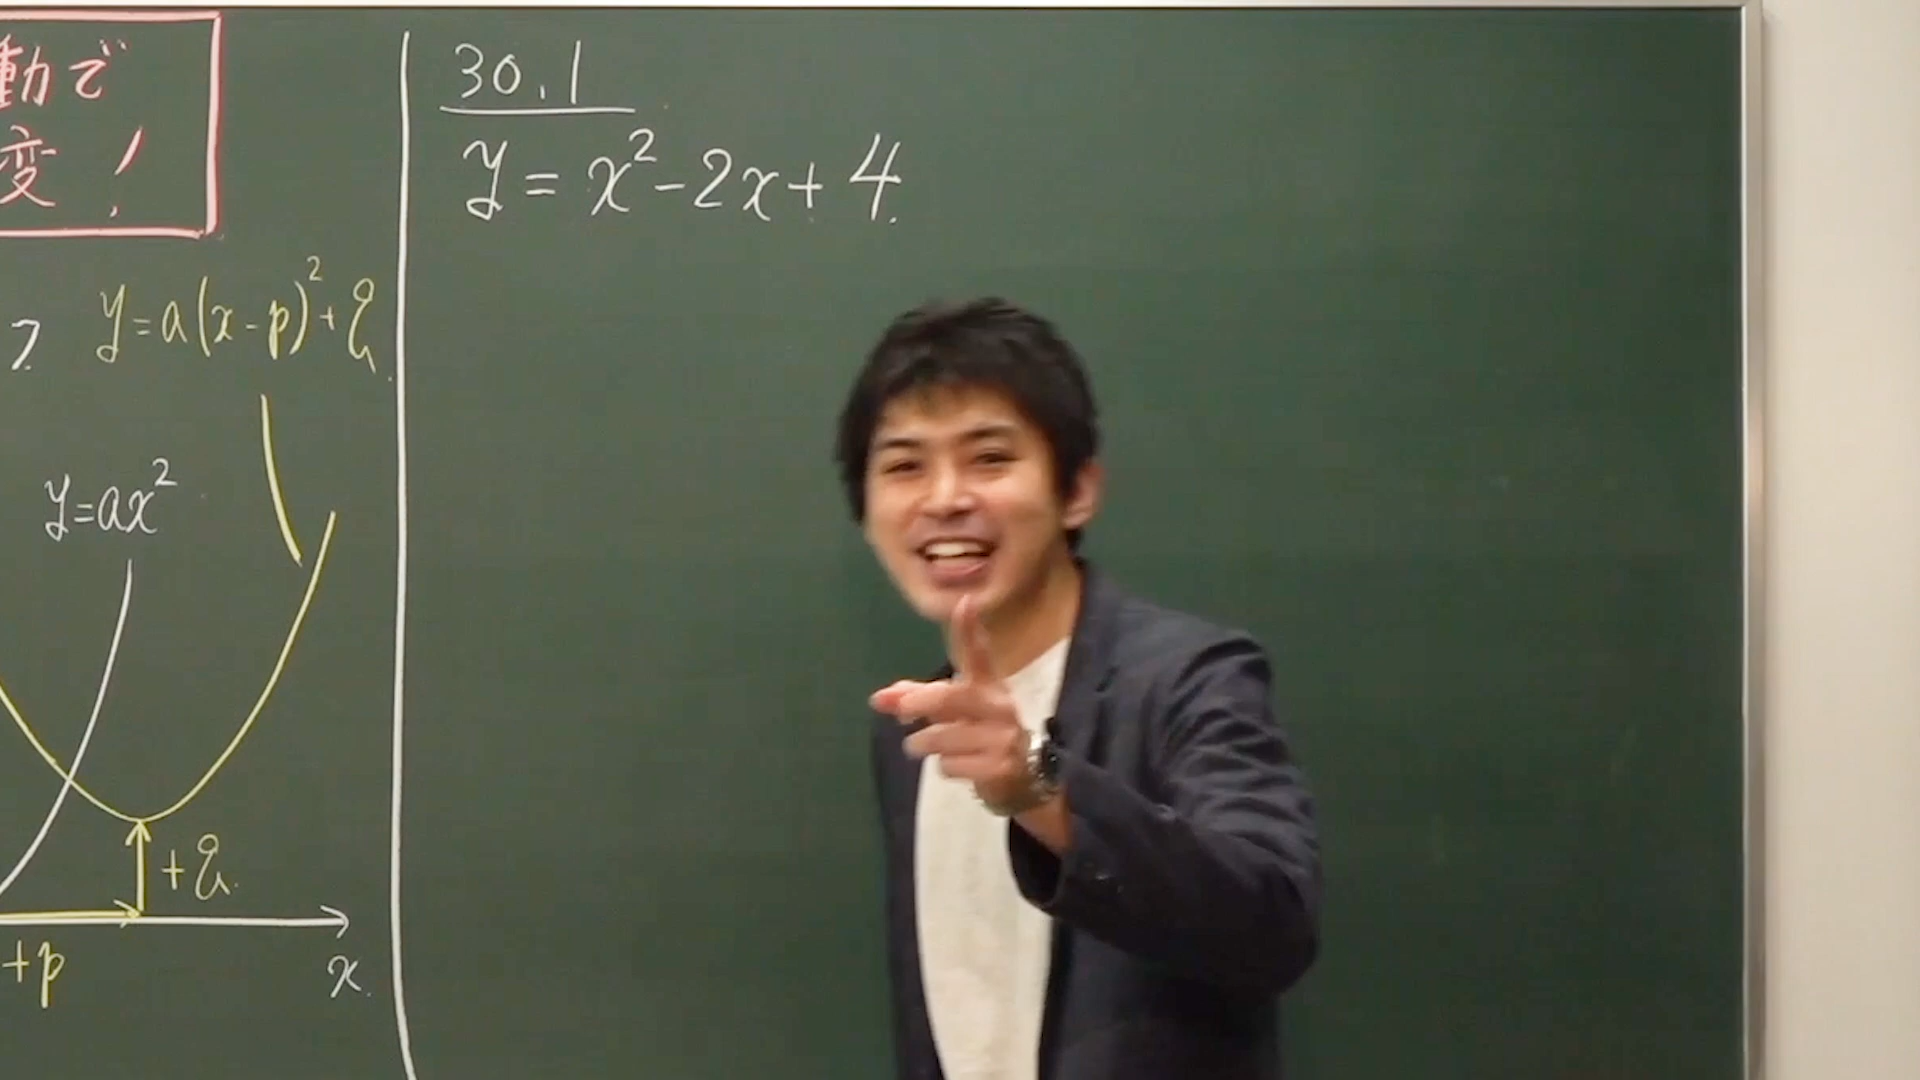 動で
変!
y=a(x-p)²+q
y=ax²
+q
+p
x
30.1
y=x²-2x+4